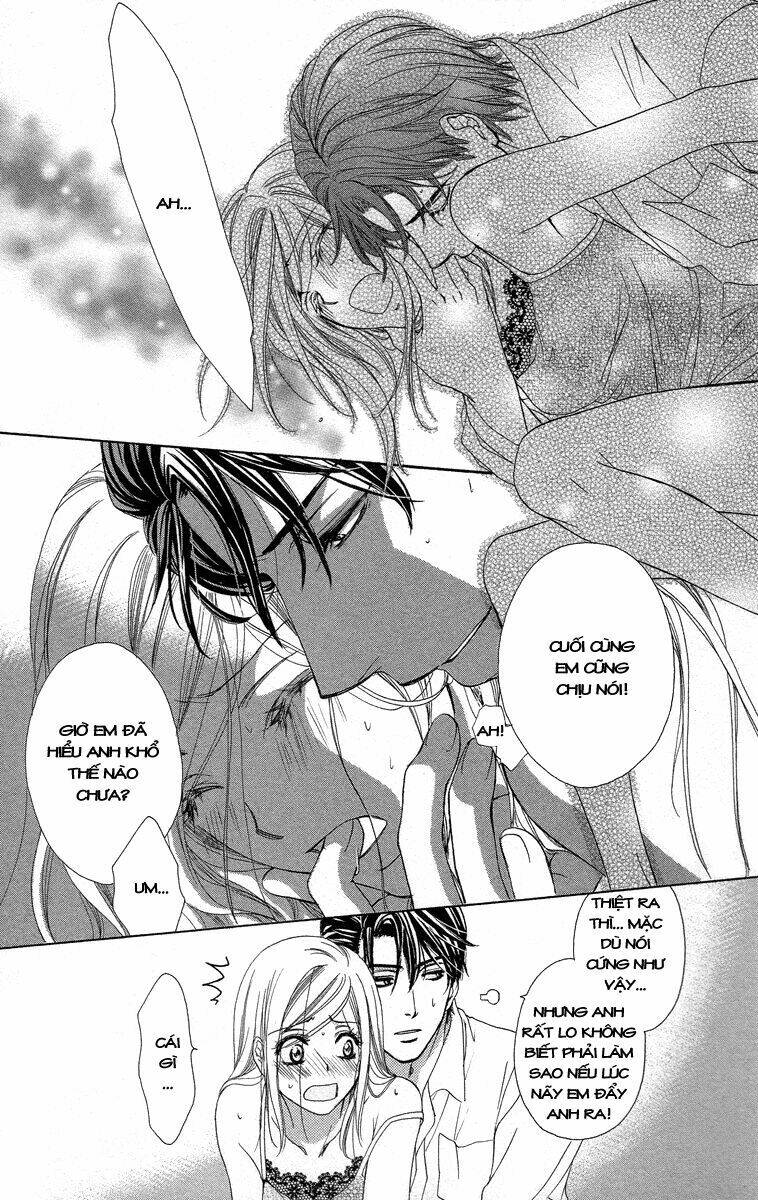 AH...
CUỐI CÙNG
EM CŨNG
CHỊU NÓI!
AH!
GIỜ EM ĐÃ
HIỂU ANH KHỔ
THẾ NÀO
CHƯA?
ƯM...
THIỆT RA
THÌ... MẶC
DÙ NÓI
CỨNG NHƯ
VẬY...
NHƯNG ANH
RẤT LO KHÔNG
BIẾT PHẢI LÀM
SAO NẾU LÚC
NÃY EM ĐẨY
ANH RA!
CÁI
GÌ
...